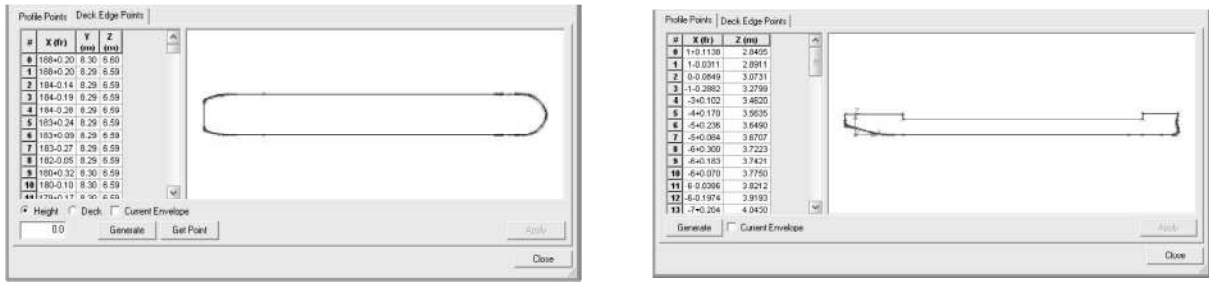 Profile Points Deck Edge Points
# X (fr) Y (m) Z (m)
0 188+0.20 8.30 6.60
1 188+0.20 8.29 6.59
2 184-0.14 8.29 6.59
3 184-0.19 8.29 6.59
4 184-0.28 8.29 6.59
5 183+0.24 8.29 6.59
6 183+0.09 8.29 6.59
7 183-0.27 8.29 6.59
8 182-0.05 8.29 6.59
9 180+0.32 8.30 6.59
10 180-0.10 8.30 6.59
11 179+0.17 8.30 6.59
Height Deck Current Envelope
0.0 Generate Get Point Apply
Close
Profile Points Deck Edge Points
# X (fr) Z (m)
0 1+0.1138 2.8405
1 1-0.0311 2.8911
2 0-0.0849 3.0731
3 -1-0.2882 3.2799
4 -3+0.102 3.4620
5 -4+0.170 3.5635
6 -5+0.236 3.6490
7 -5+0.084 3.6707
8 -6+0.300 3.7223
9 -6+0.183 3.7421
10 -6+0.070 3.7750
11 -6-0.0386 3.8212
12 -6-0.1974 3.9193
13 -7+0.204 4.0450
Generate Current Envelope Apply
Close